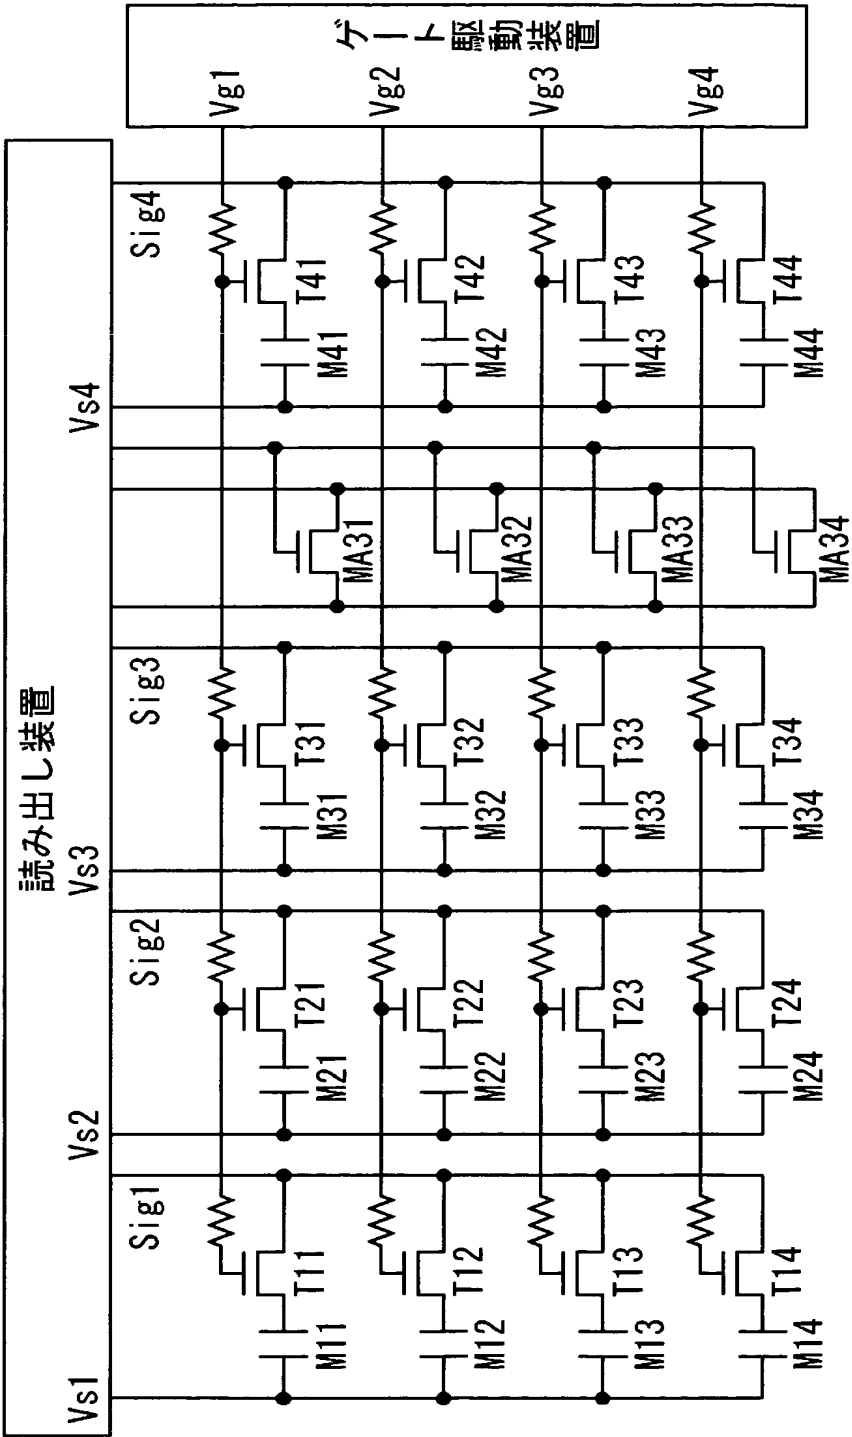 読み出し装置
Vs1
Sig1
Vs2
Sig2
Vs3
Sig3
Vs4
Sig4
ゲート駆動装置
Vg1
Vg2
Vg3
Vg4
M11
T11
M21
T21
M31
T31
MA31
M41
T41
M12
T12
M22
T22
M32
T32
MA32
M42
T42
M13
T13
M23
T23
M33
T33
MA33
M43
T43
M14
T14
M24
T24
M34
T34
MA34
M44
T44